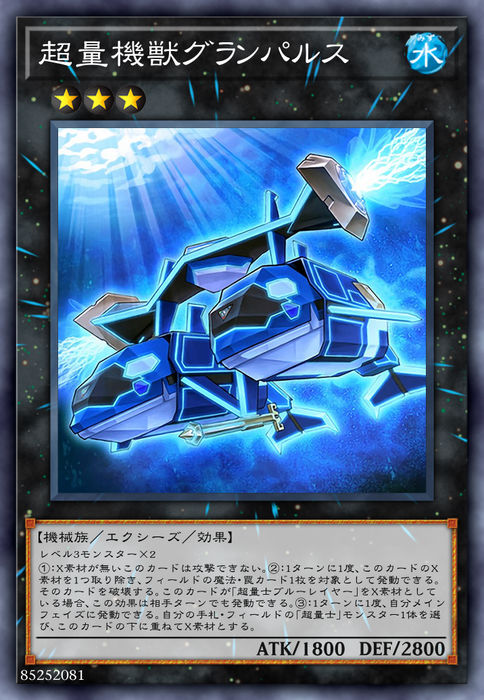 超量機獣グランパルス
みず
水
【機械族/エクシーズ/効果】
レベル3モンスター×2
①:X素材が無いこのカードは攻撃できない。②:1ターンに1度、このカードのX
素材を1つ取り除き、フィールドの魔法・罠カード1枚を対象として発動できる。
そのカードを破壊する。このカードが「超量士ブルーレイヤー」をX素材として
いる場合、この効果は相手ターンでも発動できる。③:1ターンに1度、自分メイン
フェイズに発動できる。自分の手札・フィールドの「超量士」モンスター1体を選
び、このカードの下に重ねてX素材とする。
ATK/1800 DEF/2800
85252081